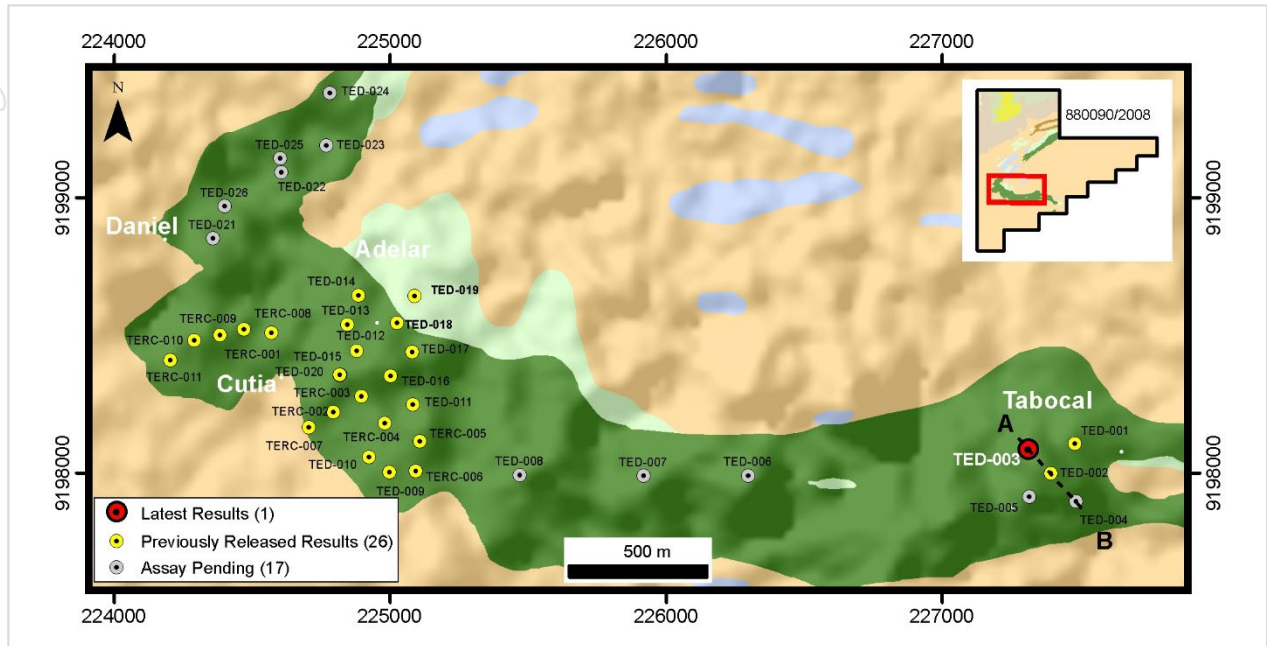 224000 225000 226000 227000
N
880090/2008
TED-024
TED-025 TED-023
TED-022
9199000 9199000
TED-026
Daniel TED-021
Adelar
TED-014 TED-019
TERC-008 TED-013
TERC-009 TED-018
TERC-010 TED-012
TERC-001 TED-015 TED-017
TERC-011 TED-020 TED-016
Cutia TERC-003
TERC-002 TED-011
Tabocal
TERC-007 TERC-004 TERC-005
A TED-001
TED-010 TED-008 TED-007 TED-006 TED-003 TED-002
9198000 9198000
TED-009 TERC-006
TED-005 TED-004
B
Latest Results (1)
Previously Released Results (26)
Assay Pending (17)
500 m
224000 225000 226000 227000